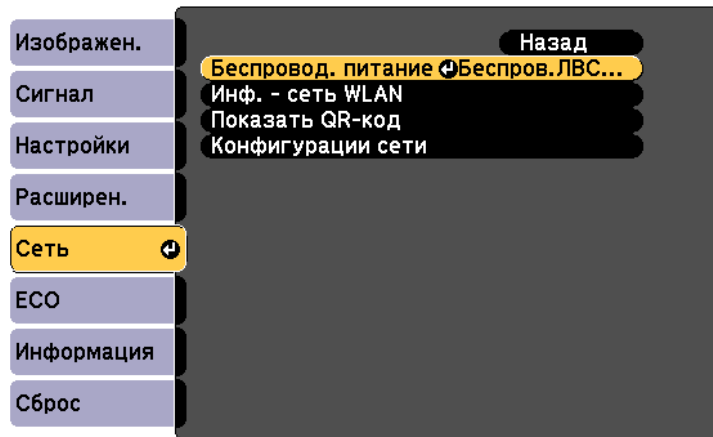 Изображен.
Сигнал
Настройки
Расширен.
Сеть
ECO
Информация
Сброс
Назад
Беспровод. питание Беспров.ЛВС...
Инф. - сеть WLAN
Показать QR-код
Конфигурации сети